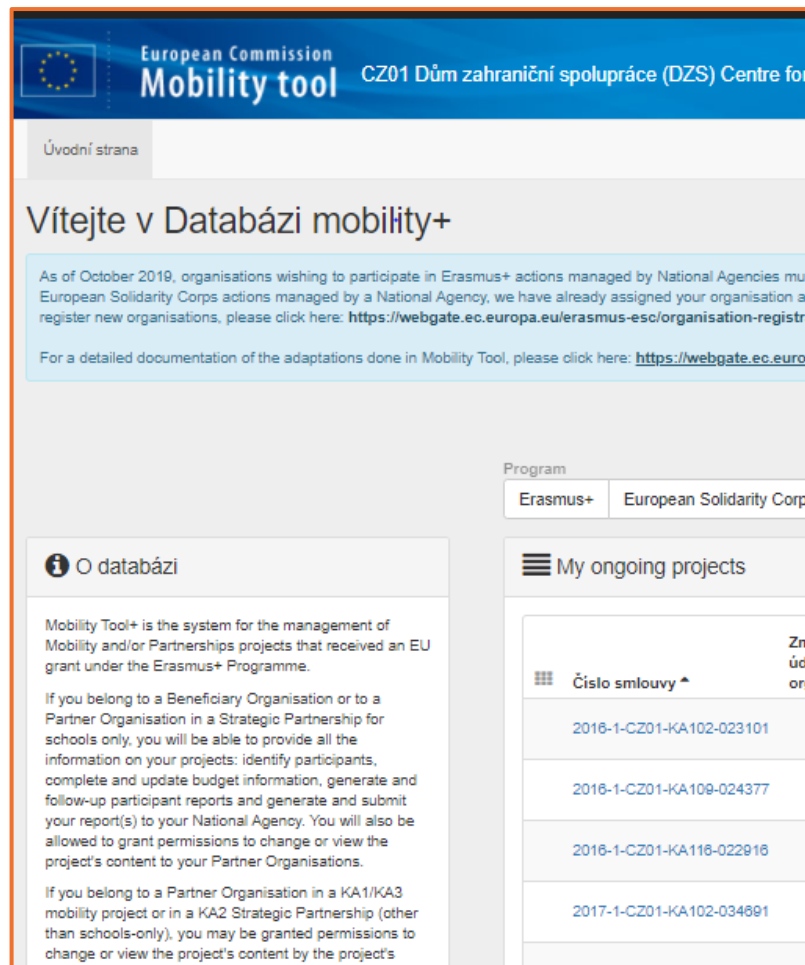 European Commission
Mobility tool
CZ01 Dům zahraniční spolupráce (DZS) Centre for
Úvodní strana
Vítejte v Databázi mobility+
As of October 2019, organisations wishing to participate in Erasmus+ actions managed by National Agencies mu
European Solidarity Corps actions managed by a National Agency, we have already assigned your organisation a
register new organisations, please click here: https://webgate.ec.europa.eu/erasmus-esc/organisation-registr
For a detailed documentation of the adaptations done in Mobility Tool, please click here: https://webgate.ec.euro
Program
Erasmus+ European Solidarity Corp
O databázi
Mobility Tool+ is the system for the management of
Mobility and/or Partnerships projects that received an EU
grant under the Erasmus+ Programme.
If you belong to a Beneficiary Organisation or to a
Partner Organisation in a Strategic Partnership for
schools only, you will be able to provide all the
information on your projects: identify participants,
complete and update budget information, generate and
follow-up participant reports and generate and submit
your report(s) to your National Agency. You will also be
allowed to grant permissions to change or view the
project's content to your Partner Organisations.
If you belong to a Partner Organisation in a KA1/KA3
mobility project or in a KA2 Strategic Partnership (other
than schools-only), you may be granted permissions to
change or view the project's content by the project's
My ongoing projects
Číslo smlouvy
Zn
úd
or
2016-1-CZ01-KA102-023101
2016-1-CZ01-KA109-024377
2016-1-CZ01-KA116-022916
2017-1-CZ01-KA102-034691